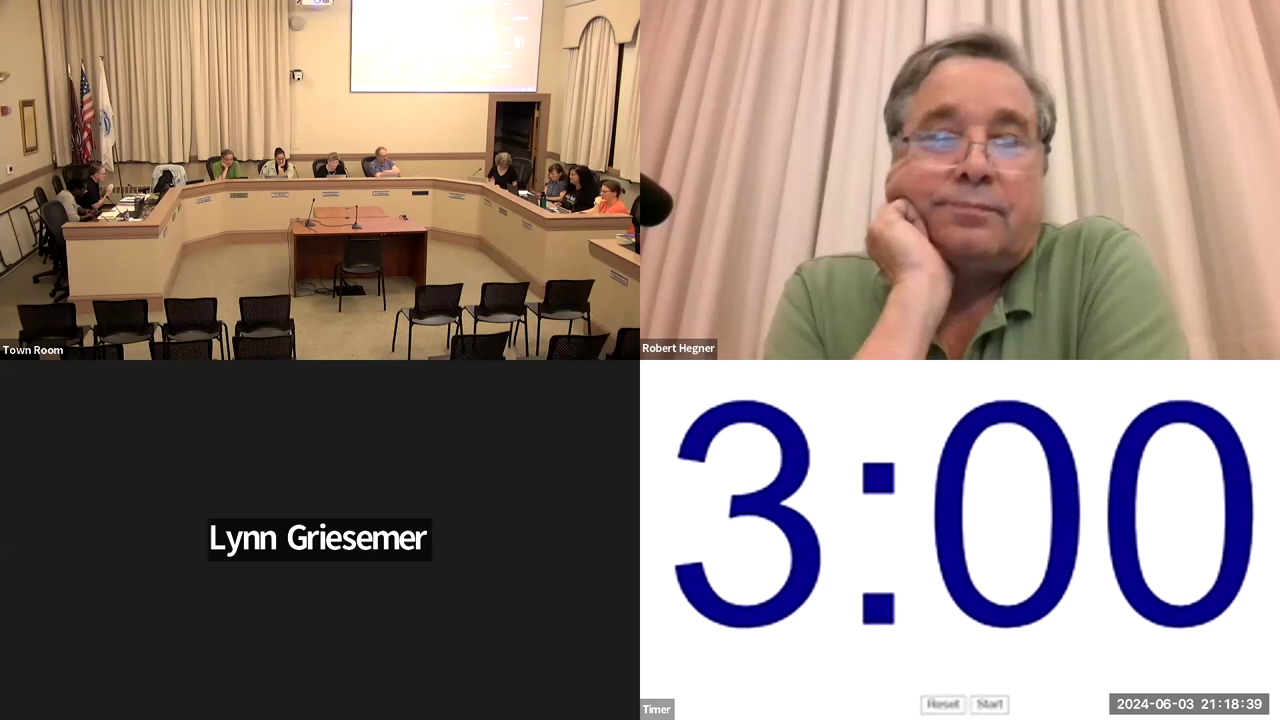 Town Room
Robert Hegner
Lynn Griesemer
3:00
Reset Start
Timer
2024-06-03 21:18:39